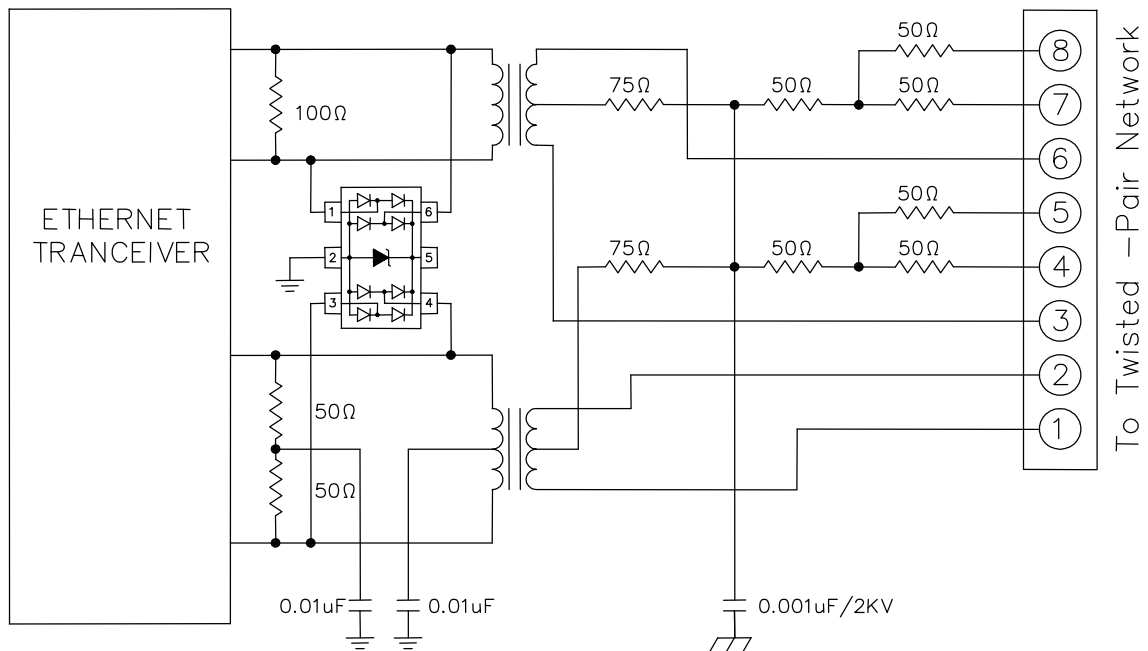 50Ω
8
75Ω
50Ω
50Ω
7
100Ω
6
1
6
50Ω
5
ETHERNET
TRANCEIVER
2
5
75Ω
50Ω
50Ω
4
3
4
3
2
50Ω
1
50Ω
0.01uF
0.01uF
0.001uF/2KV
To Twisted -Pair Network